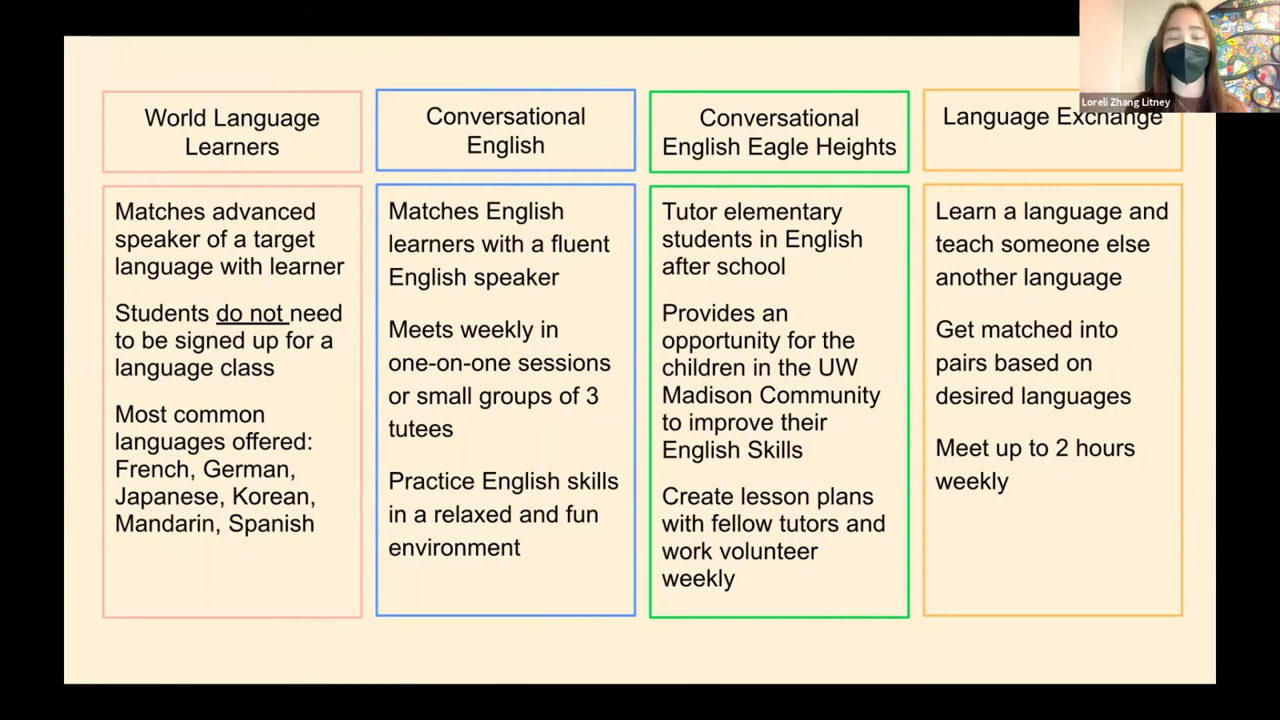 Loreli Zhang Litney
World Language
Learners
Conversational
English
Conversational
English Eagle Heights
Language Exchange
Matches advanced
speaker of a target
language with learner
Students do not need
to be signed up for a
language class
Most common
languages offered:
French, German,
Japanese, Korean,
Mandarin, Spanish
Matches English
learners with a fluent
English speaker
Meets weekly in
one-on-one sessions
or small groups of 3
tutees
Practice English skills
in a relaxed and fun
environment
Tutor elementary
students in English
after school
Provides an
opportunity for the
children in the UW
Madison Community
to improve their
English Skills
Create lesson plans
with fellow tutors and
work volunteer
weekly
Learn a language and
teach someone else
another language
Get matched into
pairs based on
desired languages
Meet up to 2 hours
weekly